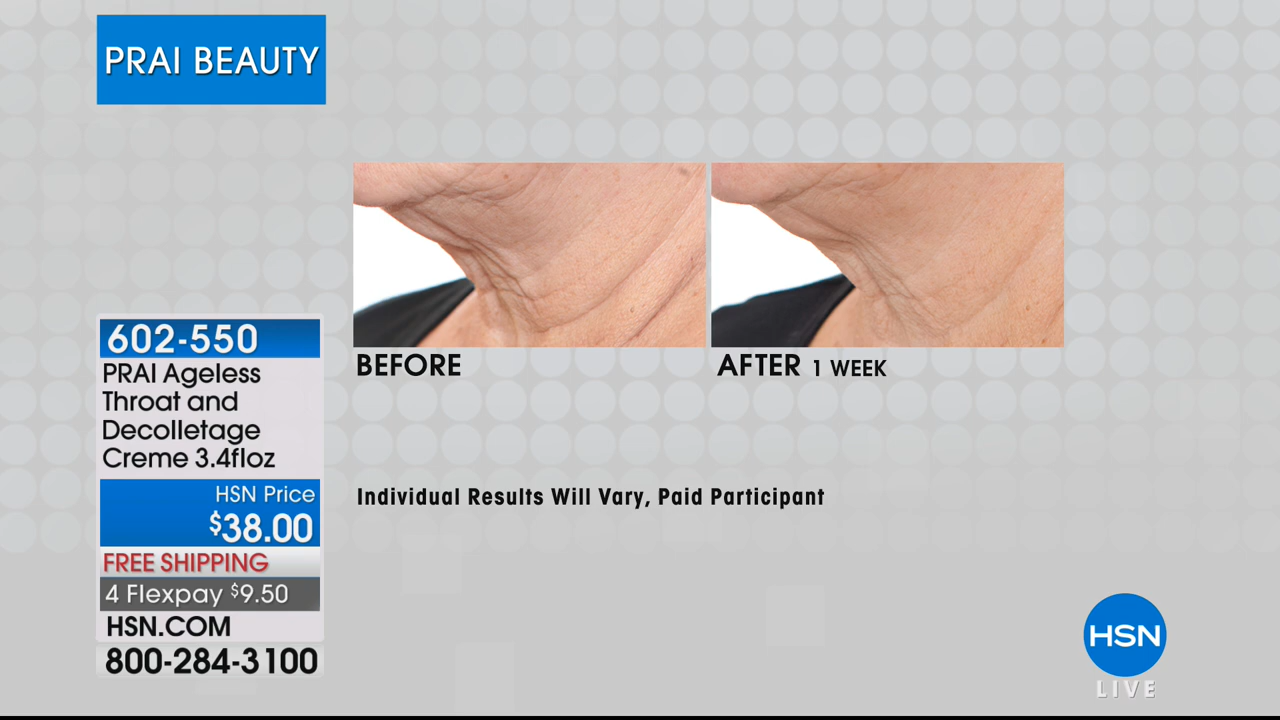 PRAI BEAUTY
BEFORE
AFTER 1 WEEK
602-550
PRAI Ageless
Throat and
Decolletage
Creme 3.4floz
HSN Price
$38.00
FREE SHIPPING
4 Flexpay $9.50
HSN.COM
800-284-3100
Individual Results Will Vary, Paid Participant
HSN
LIVE